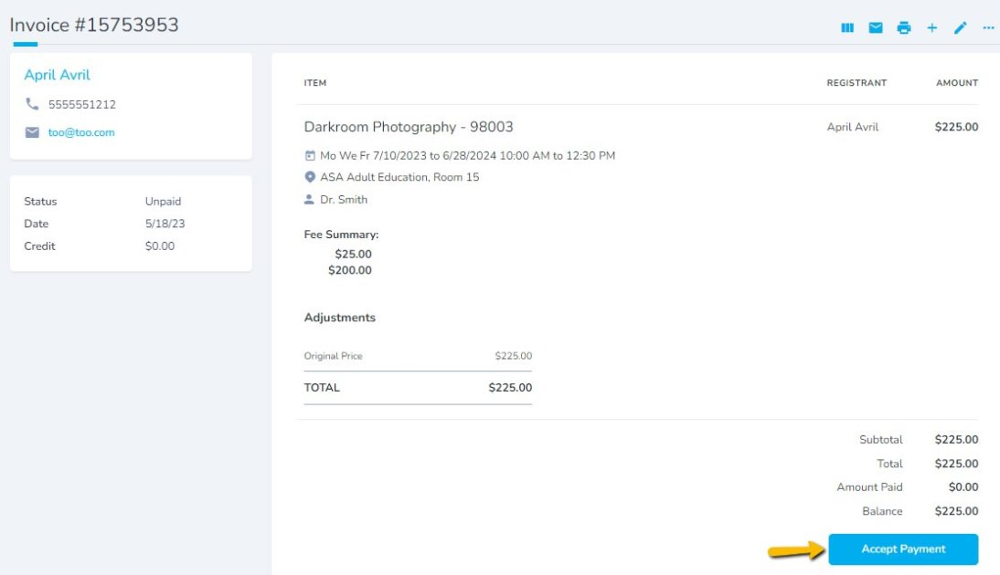 Invoice #15753953
April Avril
5555551212
too@too.com
Status Unpaid
Date 5/18/23
Credit $0.00
ITEM REGISTRANT AMOUNT
Darkroom Photography - 98003 April Avril $225.00
Mo We Fr 7/10/2023 to 6/28/2024 10:00 AM to 12:30 PM
ASA Adult Education, Room 15
Dr. Smith
Fee Summary:
$25.00
$200.00
Adjustments
Original Price $225.00
TOTAL $225.00
Subtotal $225.00
Total $225.00
Amount Paid $0.00
Balance $225.00
Accept Payment